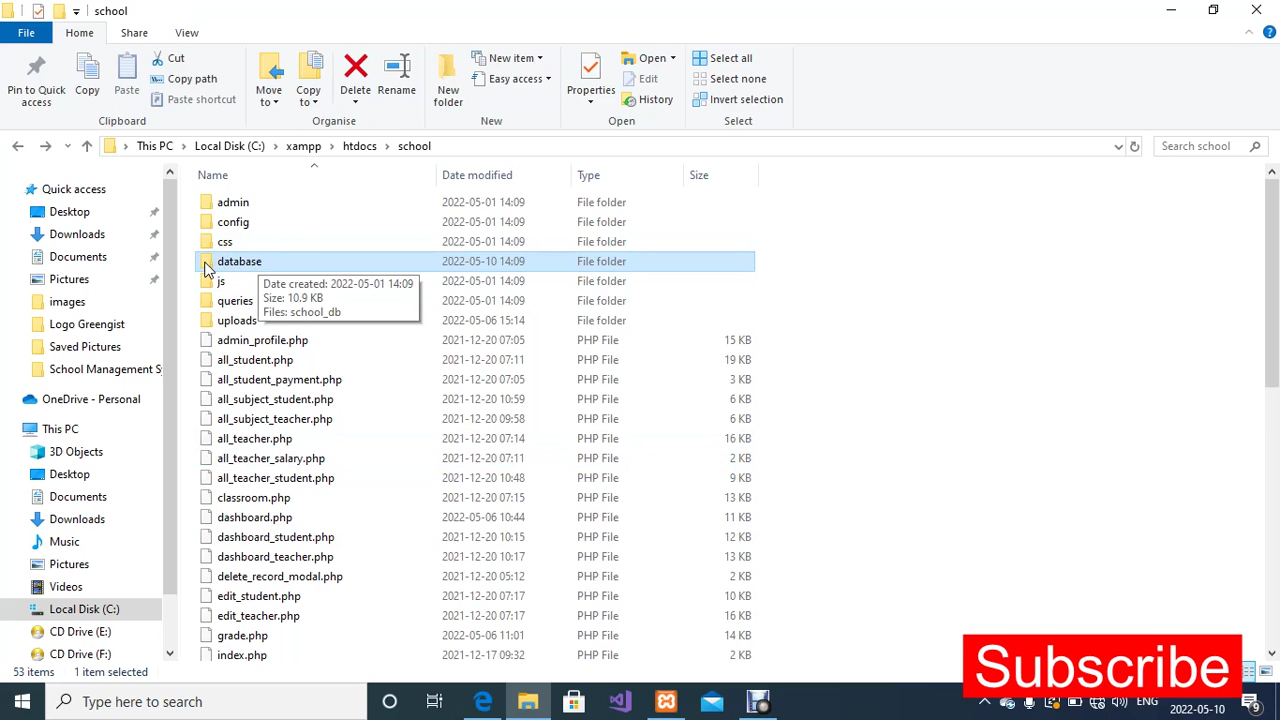 school
File Home Share View
Pin to Quick access
Copy
Paste
Cut
Copy path
Paste shortcut
Clipboard
Move to
Copy to
Delete
Rename
Organise
New folder
New item
Easy access
New
Properties
Open
Edit
History
Open
Select all
Select none
Invert selection
Select
This PC Local Disk (C:) xampp htdocs school
Search school
Quick access
Desktop
Downloads
Documents
Pictures
images
Logo Greengist
Saved Pictures
School Management Sy
OneDrive - Personal
This PC
3D Objects
Desktop
Documents
Downloads
Music
Pictures
Videos
Local Disk (C:)
CD Drive (E:)
CD Drive (F:)
Name Date modified Type Size
admin 2022-05-01 14:09 File folder
config 2022-05-01 14:09 File folder
css 2022-05-01 14:09 File folder
database 2022-05-10 14:09 File folder
js 2022-05-01 14:09 File folder
queries 2022-05-01 14:09 File folder
uploads 2022-05-06 15:14 File folder
Date created: 2022-05-01 14:09
Size: 10.9 KB
Files: school_db
admin_profile.php 2021-12-20 07:05 PHP File 15 KB
all_student.php 2021-12-20 07:11 PHP File 19 KB
all_student_payment.php 2021-12-20 07:05 PHP File 3 KB
all_subject_student.php 2021-12-20 10:59 PHP File 6 KB
all_subject_teacher.php 2021-12-20 09:58 PHP File 6 KB
all_teacher.php 2021-12-20 07:14 PHP File 16 KB
all_teacher_salary.php 2021-12-20 07:11 PHP File 2 KB
all_teacher_student.php 2021-12-20 10:48 PHP File 9 KB
classroom.php 2021-12-20 07:15 PHP File 13 KB
dashboard.php 2022-05-06 10:44 PHP File 11 KB
dashboard_student.php 2021-12-20 10:15 PHP File 12 KB
dashboard_teacher.php 2021-12-20 10:17 PHP File 13 KB
delete_record_modal.php 2021-12-20 05:12 PHP File 2 KB
edit_student.php 2021-12-20 07:17 PHP File 10 KB
edit_teacher.php 2021-12-20 07:17 PHP File 16 KB
grade.php 2022-05-06 11:01 PHP File 14 KB
index.php 2021-12-17 09:32 PHP File 2 KB
53 items 1 item selected
Subscribe
Type here to search
ENG
2022-05-10
9